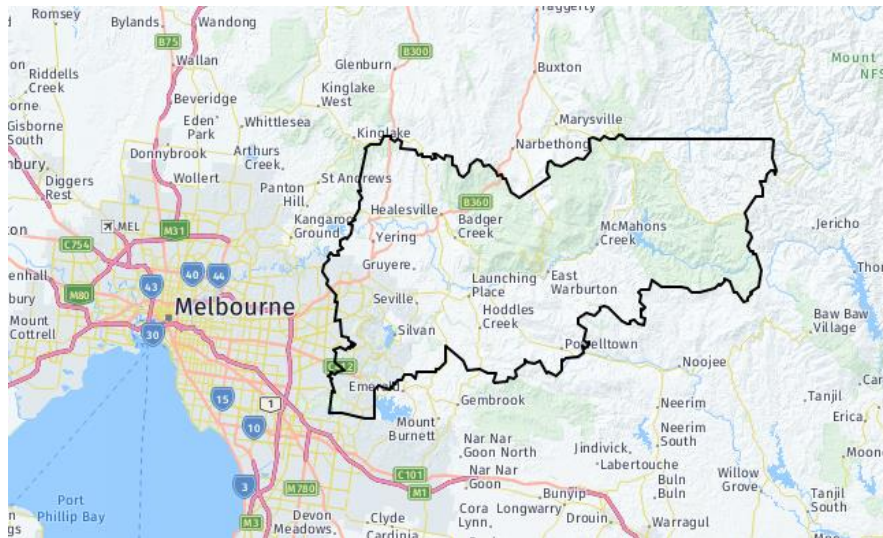 Romsey
Bylands
Wandong
Taggerty
B75
B300
Mount
NFS
Wallan
Glenburn
Buxton
Riddells
Creek
Kinglake
West
Beveridge
Eden
Park
Whittlesea
Marysville
Gisborne
South
Kinglake
Narbethong
Donnybrook
Arthurs
Creek
Diggers
Rest
Wollert
Panton
Hill
St Andrews
B360
Healesville
Badger
Creek
Kangaroo
Ground
MEL
M31
McMahons
Creek
Jericho
C754
Yering
Gruyere
43
40
44
M80
Launching
Place
East
Warburton
Seville
Melbourne
Hoddles
Creek
Baw Baw
Village
Mount
Cottrell
30
Silvan
Powelltown
Noojee
Emerald
15
1
Gembrook
Neerim
Tanjil
Erica
Mount
Burnett
10
Neerim
South
Nar Nar
Goon North
Jindivick
Labertouche
C101
Nar Nar
Goon
Willow
Grove
3
M780
M1
Buln
Buln
Bunyip
Tanjil
South
Port
Phillip Bay
Cora
Lynn
Longwarry
Drouin
Warragul
Clyde
Devon
Meadows
M3
Cardinia